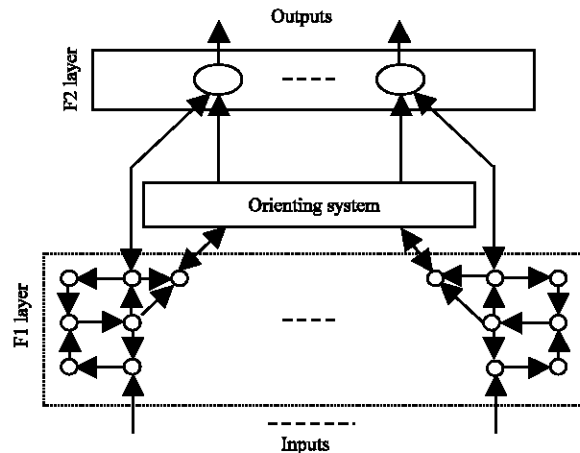 Outputs
F2 layer
Orienting system
F1 layer
Inputs